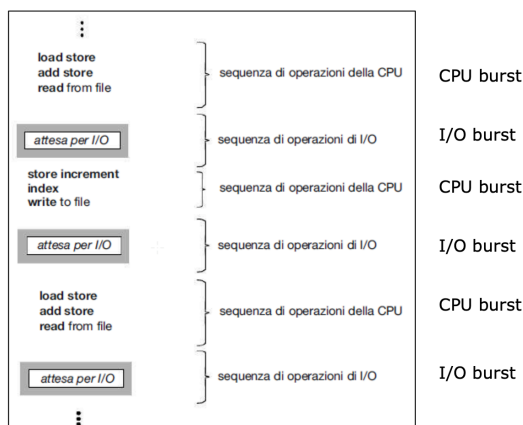 load store
add store
read from file
sequenza di operazioni della CPU
CPU burst
attesa per I/O
sequenza di operazioni di I/O
I/O burst
store increment
index
write to file
sequenza di operazioni della CPU
CPU burst
attesa per I/O
sequenza di operazioni di I/O
I/O burst
load store
add store
read from file
sequenza di operazioni della CPU
CPU burst
attesa per I/O
sequenza di operazioni di I/O
I/O burst